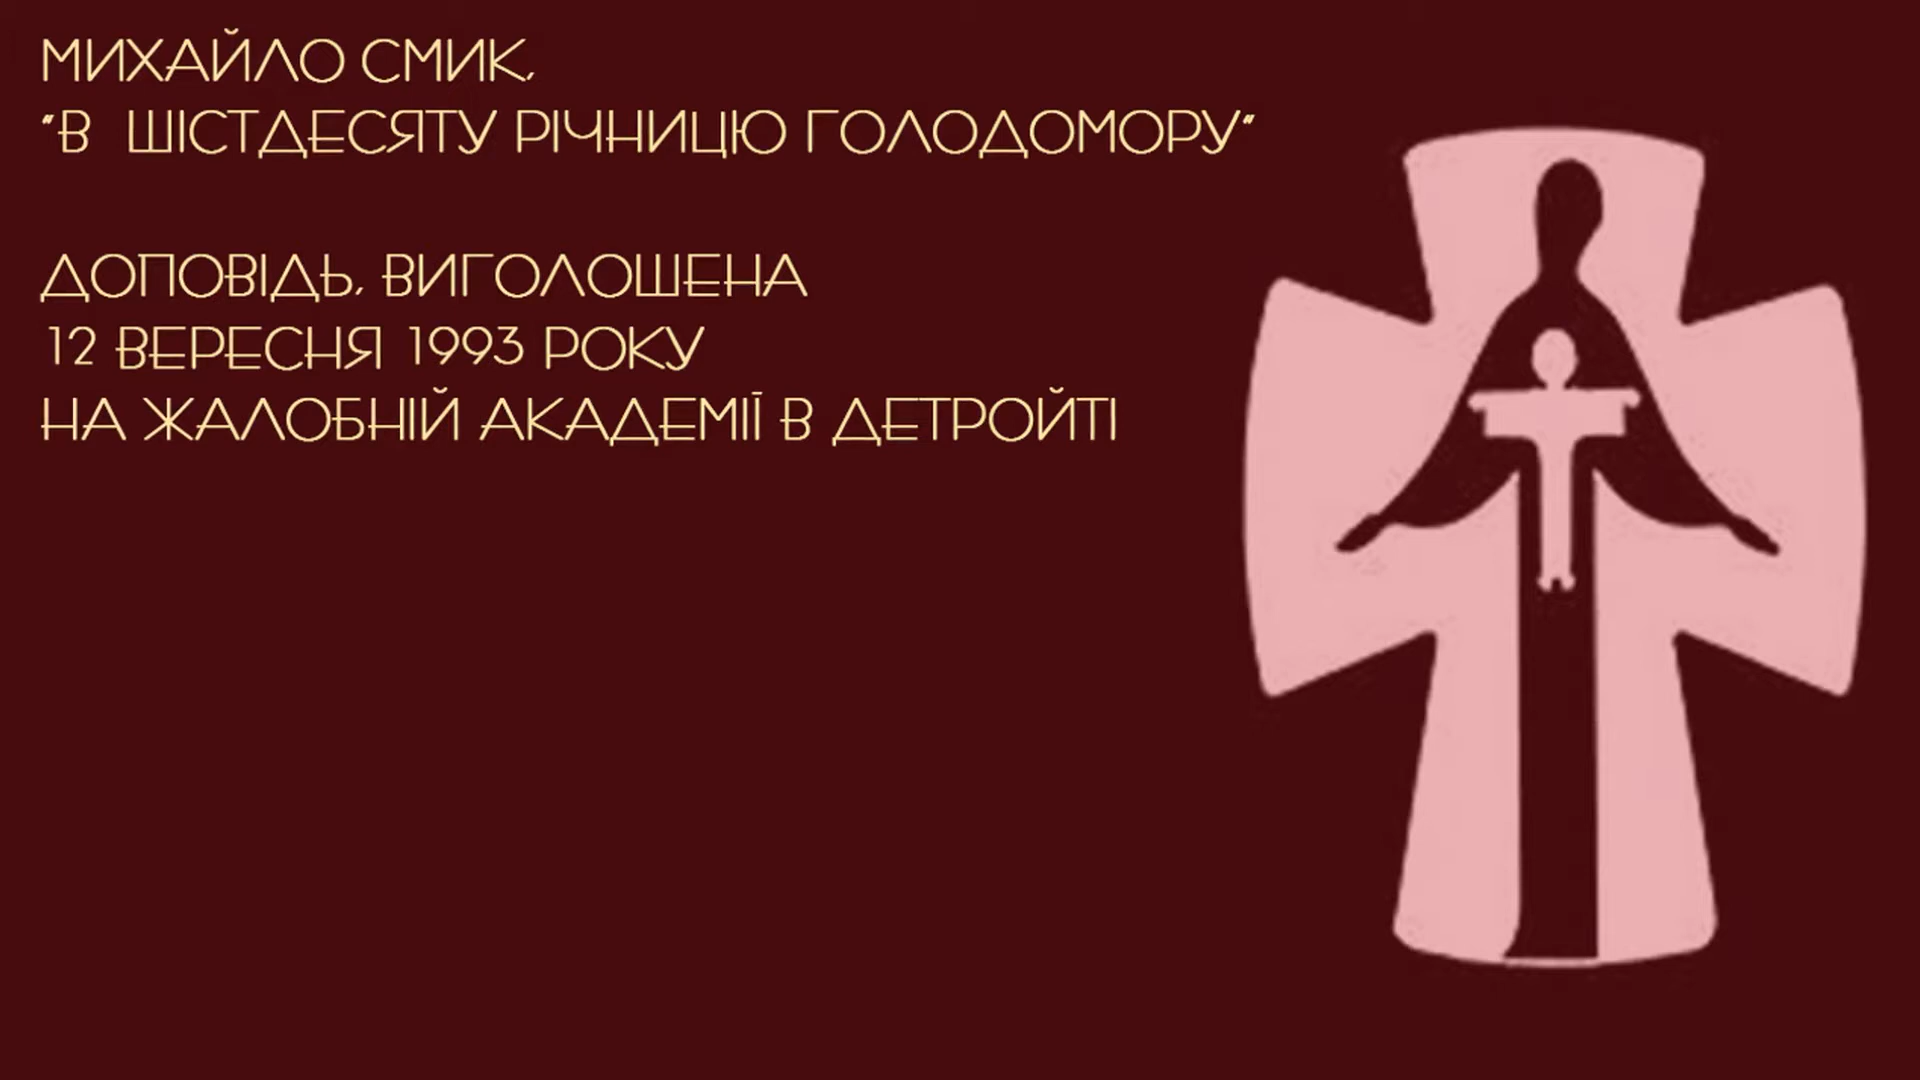 МИХАЙЛО СМИК,
"В ШІСТДЕСЯТУ РІЧНИЦЮ ГОЛОДОМОРУ"
ДОПОВІДЬ, ВИГОЛОШЕНА
12 ВЕРЕСНЯ 1993 РОКУ
НА ЖАЛОБНІЙ АКАДЕМІЇ В ДЕТРОЙТІ